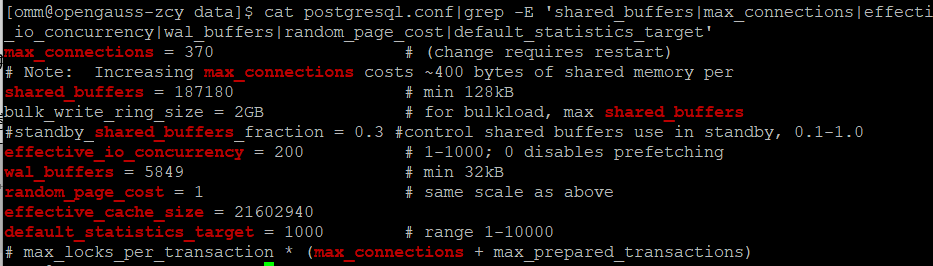 [omm@opengauss-zcy data]$ cat postgresql.conf|grep -E 'shared_buffers|max_connections|effecti
_io_concurrency|wal_buffers|random_page_cost|default_statistics_target'
max_connections = 370 # (change requires restart)
# Note: Increasing max_connections costs ~400 bytes of shared memory per
shared_buffers = 187180 # min 128kB
bulk_write_ring_size = 2GB # for bulkload, max shared_buffers
#standby_shared_buffers_fraction = 0.3 #control shared buffers use in standby, 0.1-1.0
effective_io_concurrency = 200 # 1-1000; 0 disables prefetching
wal_buffers = 5849 # min 32kB
random_page_cost = 1 # same scale as above
effective_cache_size = 21602940
default_statistics_target = 1000 # range 1-10000
# max_locks_per_transaction * (max_connections + max_prepared_transactions)